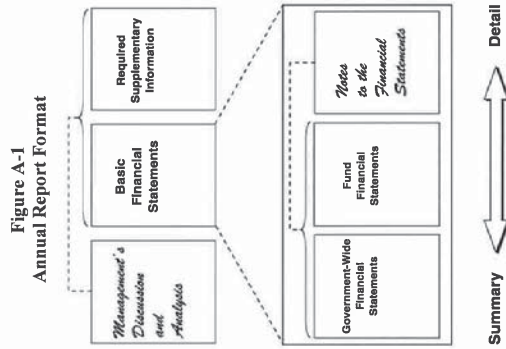 Figure A-1
Annual Report Format
Management's
Discussion
and
Analysis
Basic
Financial
Statements
Required
Supplementary
Information
Government-Wide
Financial
Statements
Fund
Financial
Statements
Notes
to the
Financial
Statements
Summary
Detail